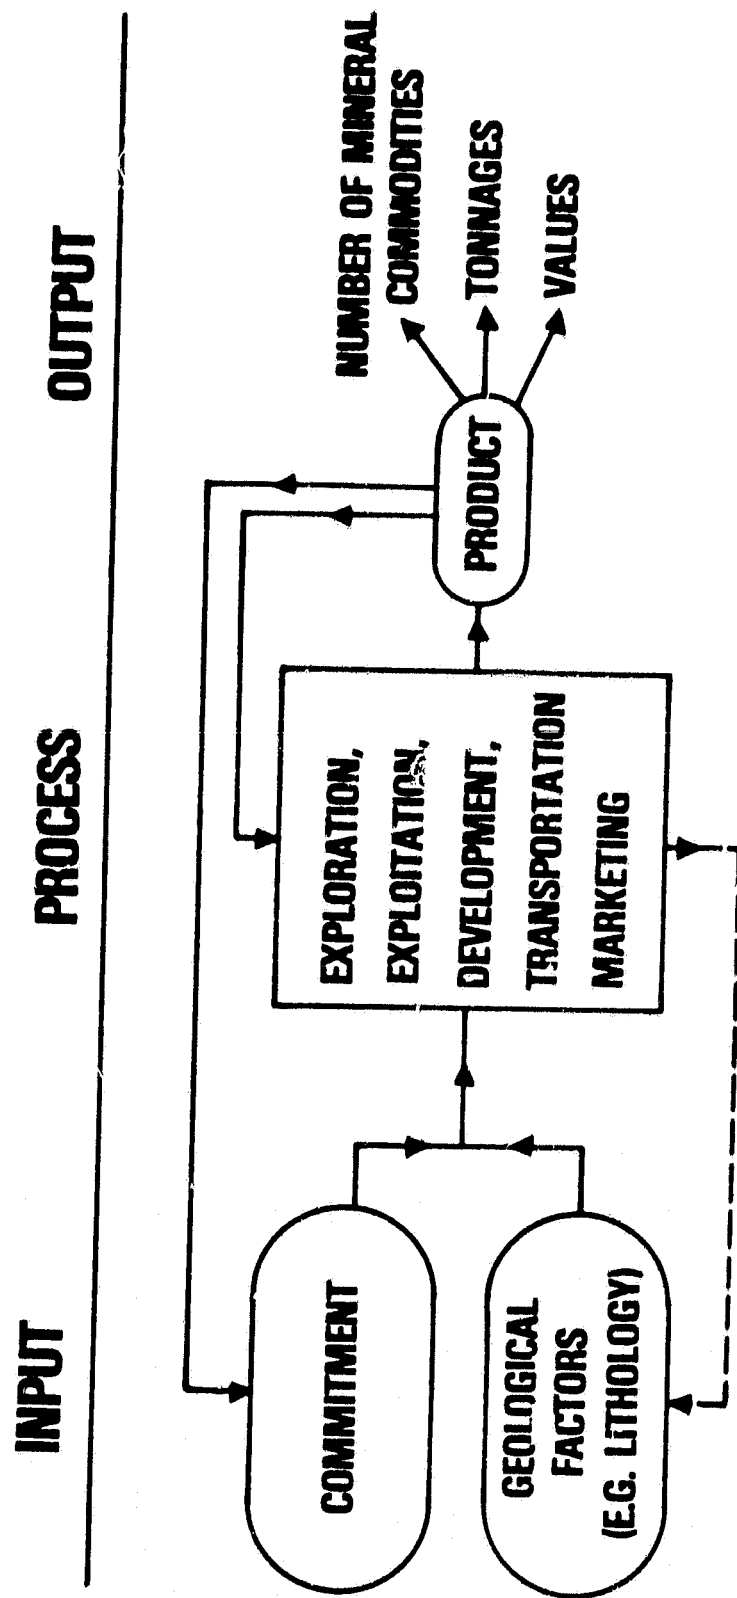 INPUT
PROCESS
OUTPUT
COMMITMENT
GEOLOGICAL
FACTORS
(E.G. LITHOLOGY)
EXPLORATION,
EXPLOITATION,
DEVELOPMENT,
TRANSPORTATION
MARKETING
PRODUCT
NUMBER OF MINERAL
COMMODITIES
TONNAGES
VALUES